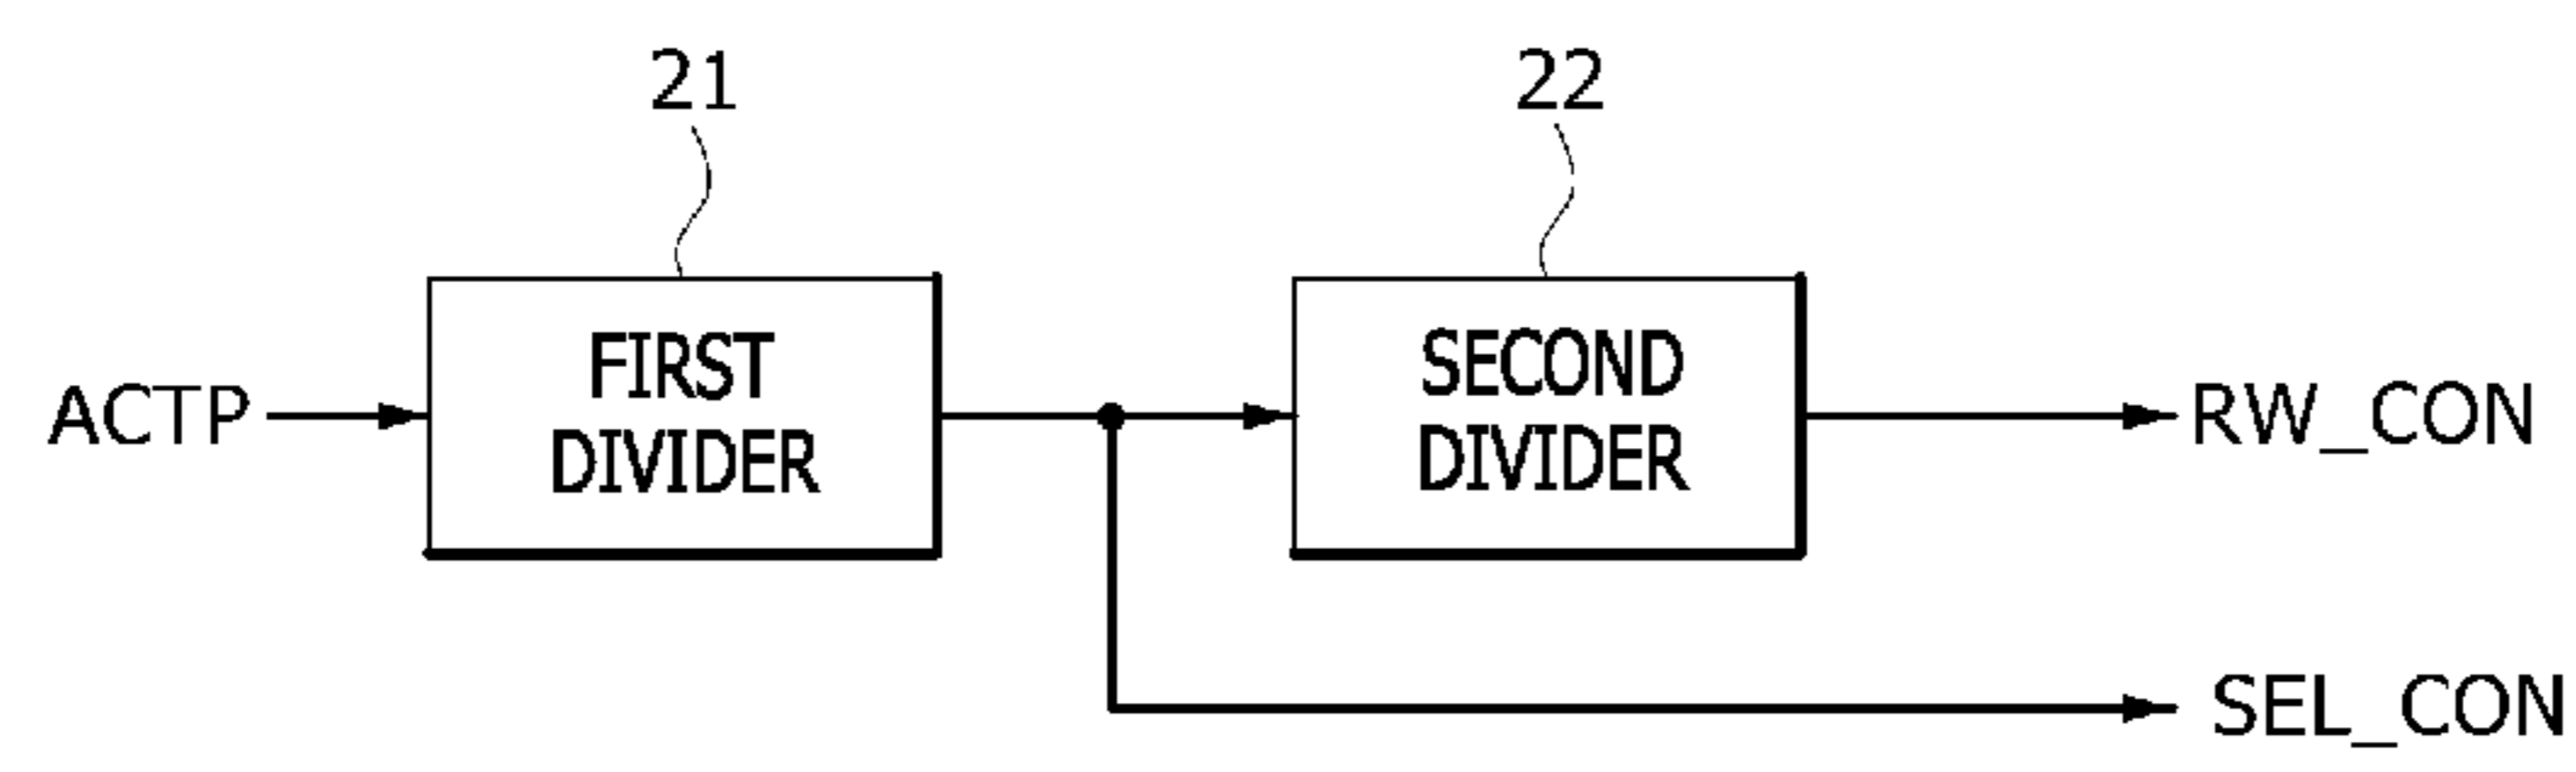 21
22
FIRST
DIVIDER
SECOND
DIVIDER
ACTP
RW_CON
SEL_CON